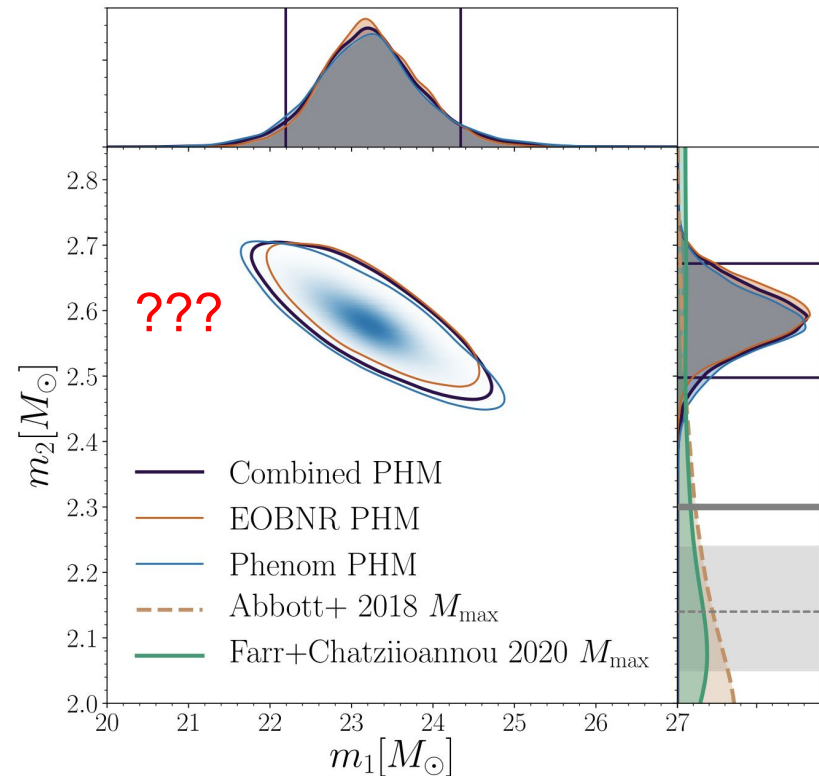 2.8
2.7
2.6
2.5
2.4
2.3
2.2
2.1
2.0
m₂[M⊙]
???
Combined PHM
EOBNR PHM
Phenom PHM
Abbott+ 2018 Mmax
Farr+Chatziioannou 2020 Mmax
20 21 22 23 24 25 26 27
m₁[M⊙]